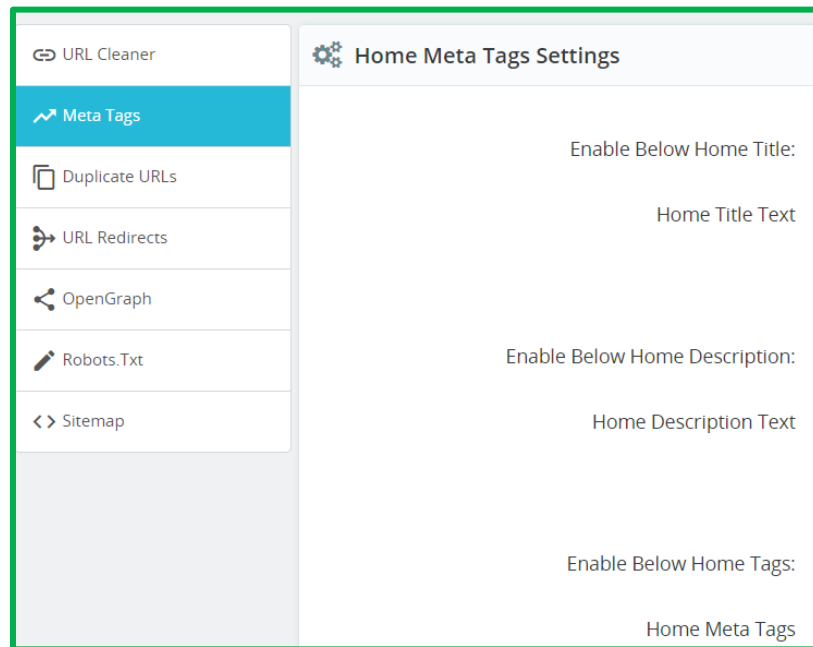 URL Cleaner
Meta Tags
Duplicate URLs
URL Redirects
OpenGraph
Robots.Txt
Sitemap
Home Meta Tags Settings
Enable Below Home Title:
Home Title Text
Enable Below Home Description:
Home Description Text
Enable Below Home Tags:
Home Meta Tags